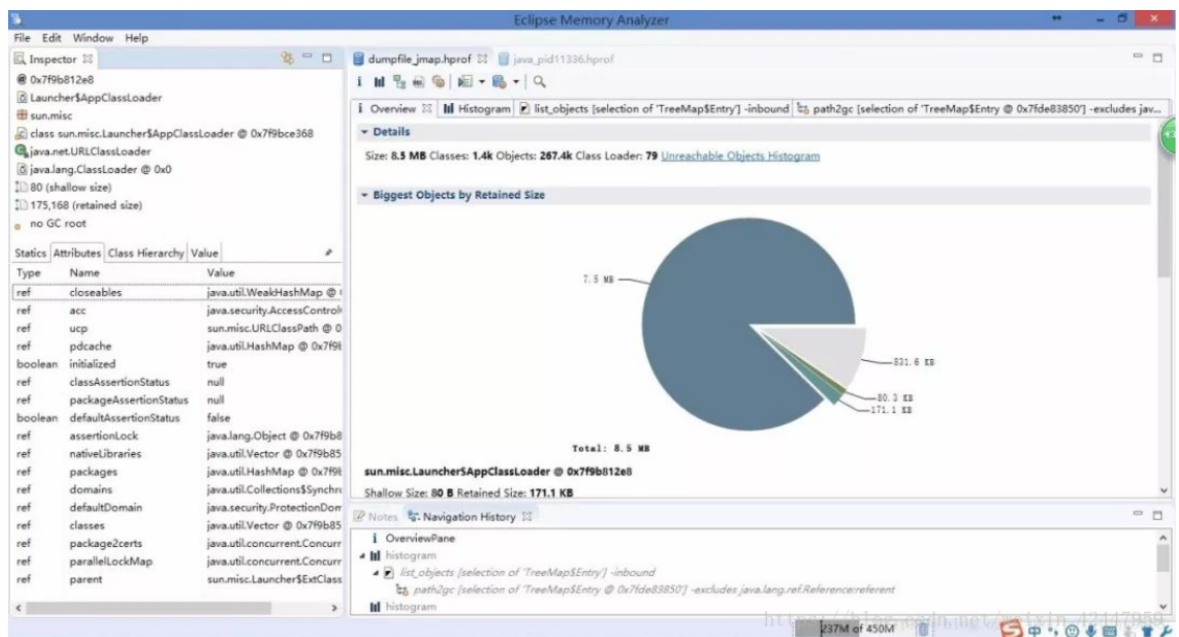 Eclipse Memory Analyzer
File Edit Window Help
Inspector
0x7f9b812e8
Launcher$AppClassLoader
sun.misc
class sun.misc.Launcher$AppClassLoader @ 0x7f9bce368
java.net.URLClassLoader
java.lang.ClassLoader @ 0x0
80 (shallow size)
175,168 (retained size)
no GC root
Statics Attributes Class Hierarchy Value
Type Name Value
ref closeables java.util.WeakHashMap @
ref acc java.security.AccessControl
ref ucp sun.misc.URLClassPath @ 0
ref pdcache java.util.HashMap @ 0x7f9b
boolean initialized true
ref classAssertionStatus null
ref packageAssertionStatus null
boolean defaultAssertionStatus false
ref assertionLock java.lang.Object @ 0x7f9b8
ref nativeLibraries java.util.Vector @ 0x7f9b85
ref packages java.util.HashMap @ 0x7f9b
ref domains java.util.Collections$Synchr
ref defaultDomain java.security.ProtectionDom
ref classes java.util.Vector @ 0x7f9b85
ref package2certs java.util.concurrent.Concurr
ref parallelLockMap java.util.concurrent.Concurr
ref parent sun.misc.Launcher$ExtClass
dumpfile_jmap.hprof java_pid11336.hprof
i Overview Histogram list_objects [selection of 'TreeMap$Entry'] -inbound path2gc [selection of 'TreeMap$Entry @ 0x7fde83850'] -excludes jav...
Details
Size: 8.5 MB Classes: 1.4k Objects: 267.4k Class Loader: 79 Unreachable Objects Histogram
Biggest Objects by Retained Size
7.5 MB
831.6 KB
80.3 KB
171.1 KB
Total: 8.5 MB
sun.misc.Launcher$AppClassLoader @ 0x7f9b812e8
Shallow Size: 80 B Retained Size: 171.1 KB
Notes Navigation History
i OverviewPane
histogram
list_objects [selection of 'TreeMap$Entry'] -inbound
path2gc [selection of 'TreeMap$Entry @ 0x7fde83850'] -excludes java.lang.ref.Reference:referent
histogram
237M of 450M
中